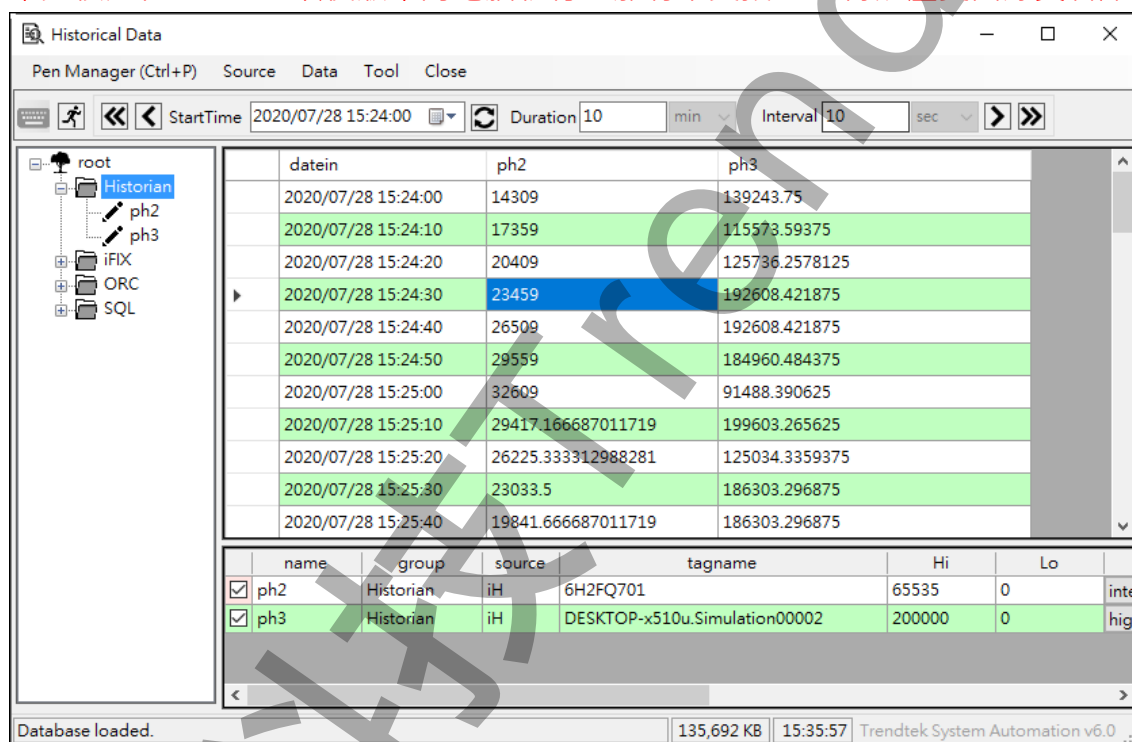 Historical Data
Pen Manager (Ctrl+P) Source Data Tool Close
StartTime 2020/07/28 15:24:00 Duration 10 min Interval 10 sec
root
Historian
ph2
ph3
iFIX
ORC
SQL
datein ph2 ph3
2020/07/28 15:24:00 14309 139243.75
2020/07/28 15:24:10 17359 115573.59375
2020/07/28 15:24:20 20409 125736.2578125
2020/07/28 15:24:30 23459 192608.421875
2020/07/28 15:24:40 26509 192608.421875
2020/07/28 15:24:50 29559 184960.484375
2020/07/28 15:25:00 32609 91488.390625
2020/07/28 15:25:10 29417.166687011719 199603.265625
2020/07/28 15:25:20 26225.333312988281 125034.3359375
2020/07/28 15:25:30 23033.5 186303.296875
2020/07/28 15:25:40 19841.666687011719 186303.296875
name group source tagname Hi Lo
ph2 Historian iH 6H2FQ701 65535 0 inte
ph3 Historian iH DESKTOP-x510u.Simulation00002 200000 0 hig
Database loaded. 135,692 KB 15:35:57 Trendtek System Automation v6.0
技Trend